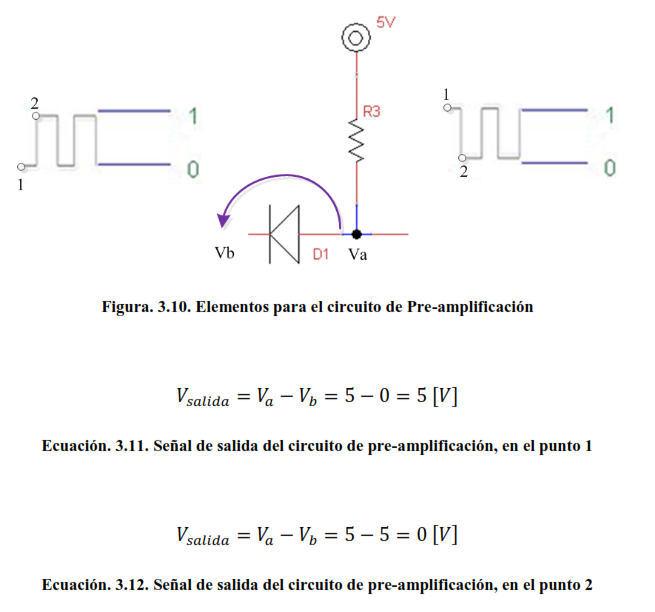 5V
2
1
1
0
R3
1
2
1
0
Vb
D1
Va
Figura. 3.10. Elementos para el circuito de Pre-amplificación
V_salida = V_a − V_b = 5 − 0 = 5 [V]
Ecuación. 3.11. Señal de salida del circuito de pre-amplificación, en el punto 1
V_salida = V_a − V_b = 5 − 5 = 0 [V]
Ecuación. 3.12. Señal de salida del circuito de pre-amplificación, en el punto 2